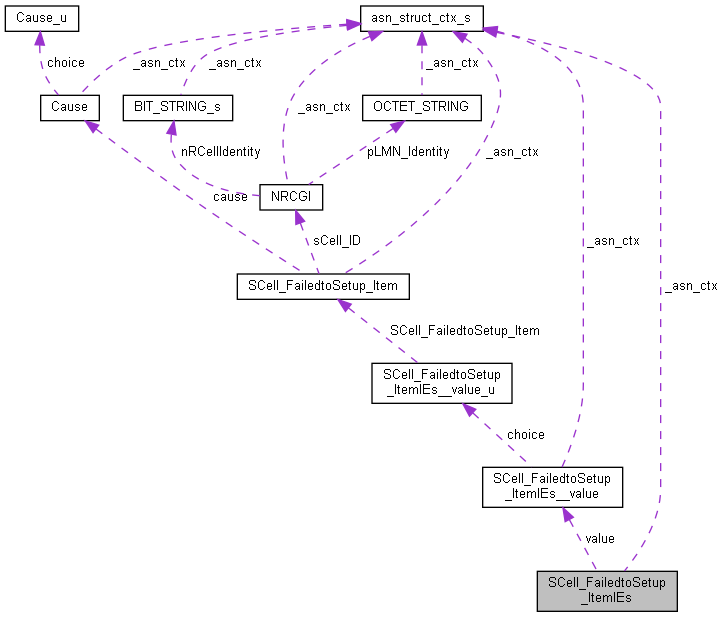 Cause_u
asn_struct_ctx_s
choice
_asn_ctx
_asn_ctx
_asn_ctx
Cause
BIT_STRING_s
_asn_ctx
OCTET_STRING
nRCellIdentity
pLMN_Identity
_asn_ctx
cause
NRCGI
sCell_ID
_asn_ctx
SCell_FailedtoSetup_Item
_asn_ctx
SCell_FailedtoSetup_Item
SCell_FailedtoSetup
_ItemIEs__value_u
choice
SCell_FailedtoSetup
_ItemIEs__value
value
SCell_FailedtoSetup
_ItemIEs